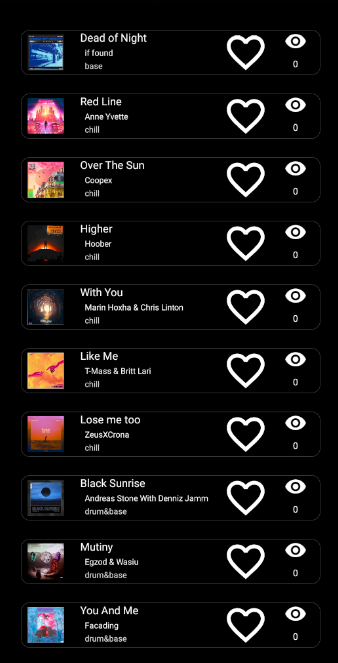 Dead of Night
if found
base
0
Red Line
Anne Yvette
chill
0
Over The Sun
Coopex
chill
0
Higher
Hoober
chill
0
With You
Marin Hoxha & Chris Linton
chill
0
Like Me
T-Mass & Britt Lari
chill
0
Lose me too
ZeusXCrona
chill
0
Black Sunrise
Andreas Stone With Denniz Jamm
drum&base
0
Mutiny
Egzod & Wasiu
drum&base
0
You And Me
Facading
drum&base
0